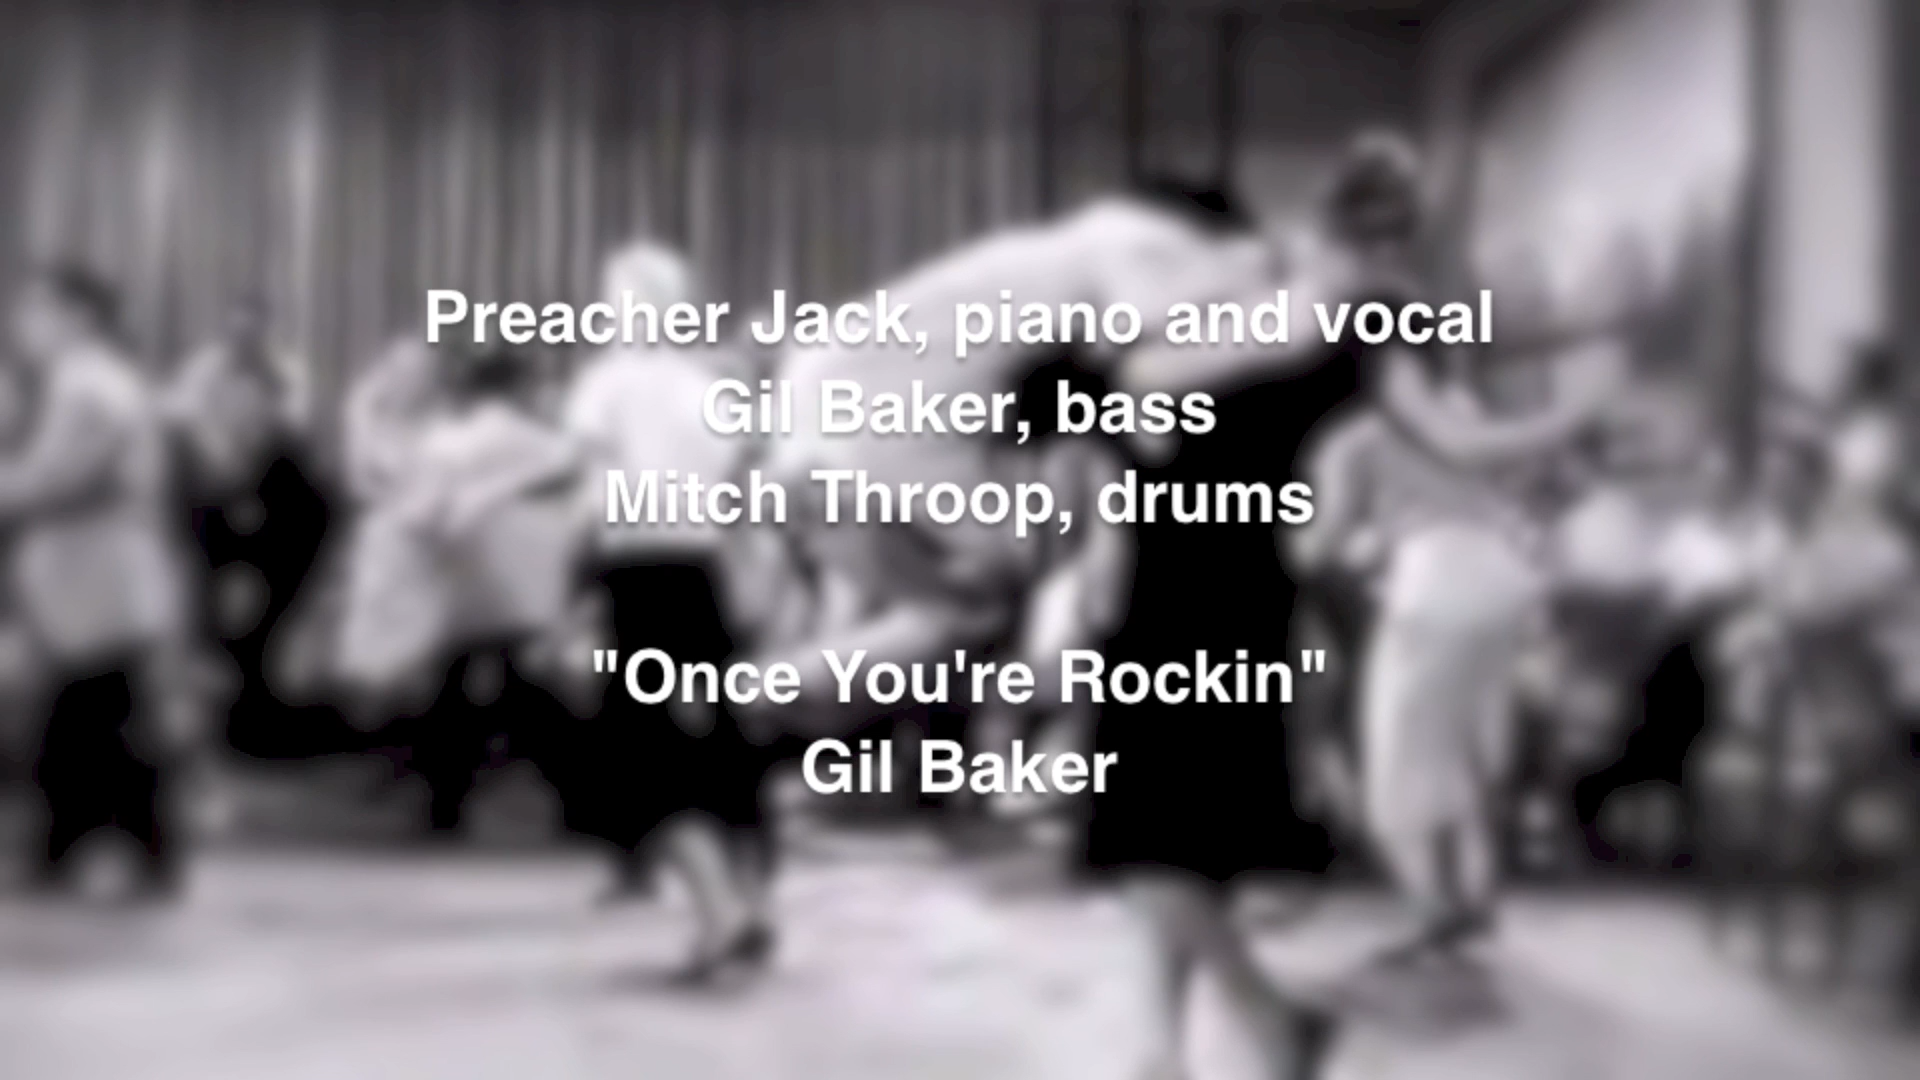 Preacher Jack, piano and vocal
Gil Baker, bass
Mitch Throop, drums
"Once You're Rockin"
Gil Baker